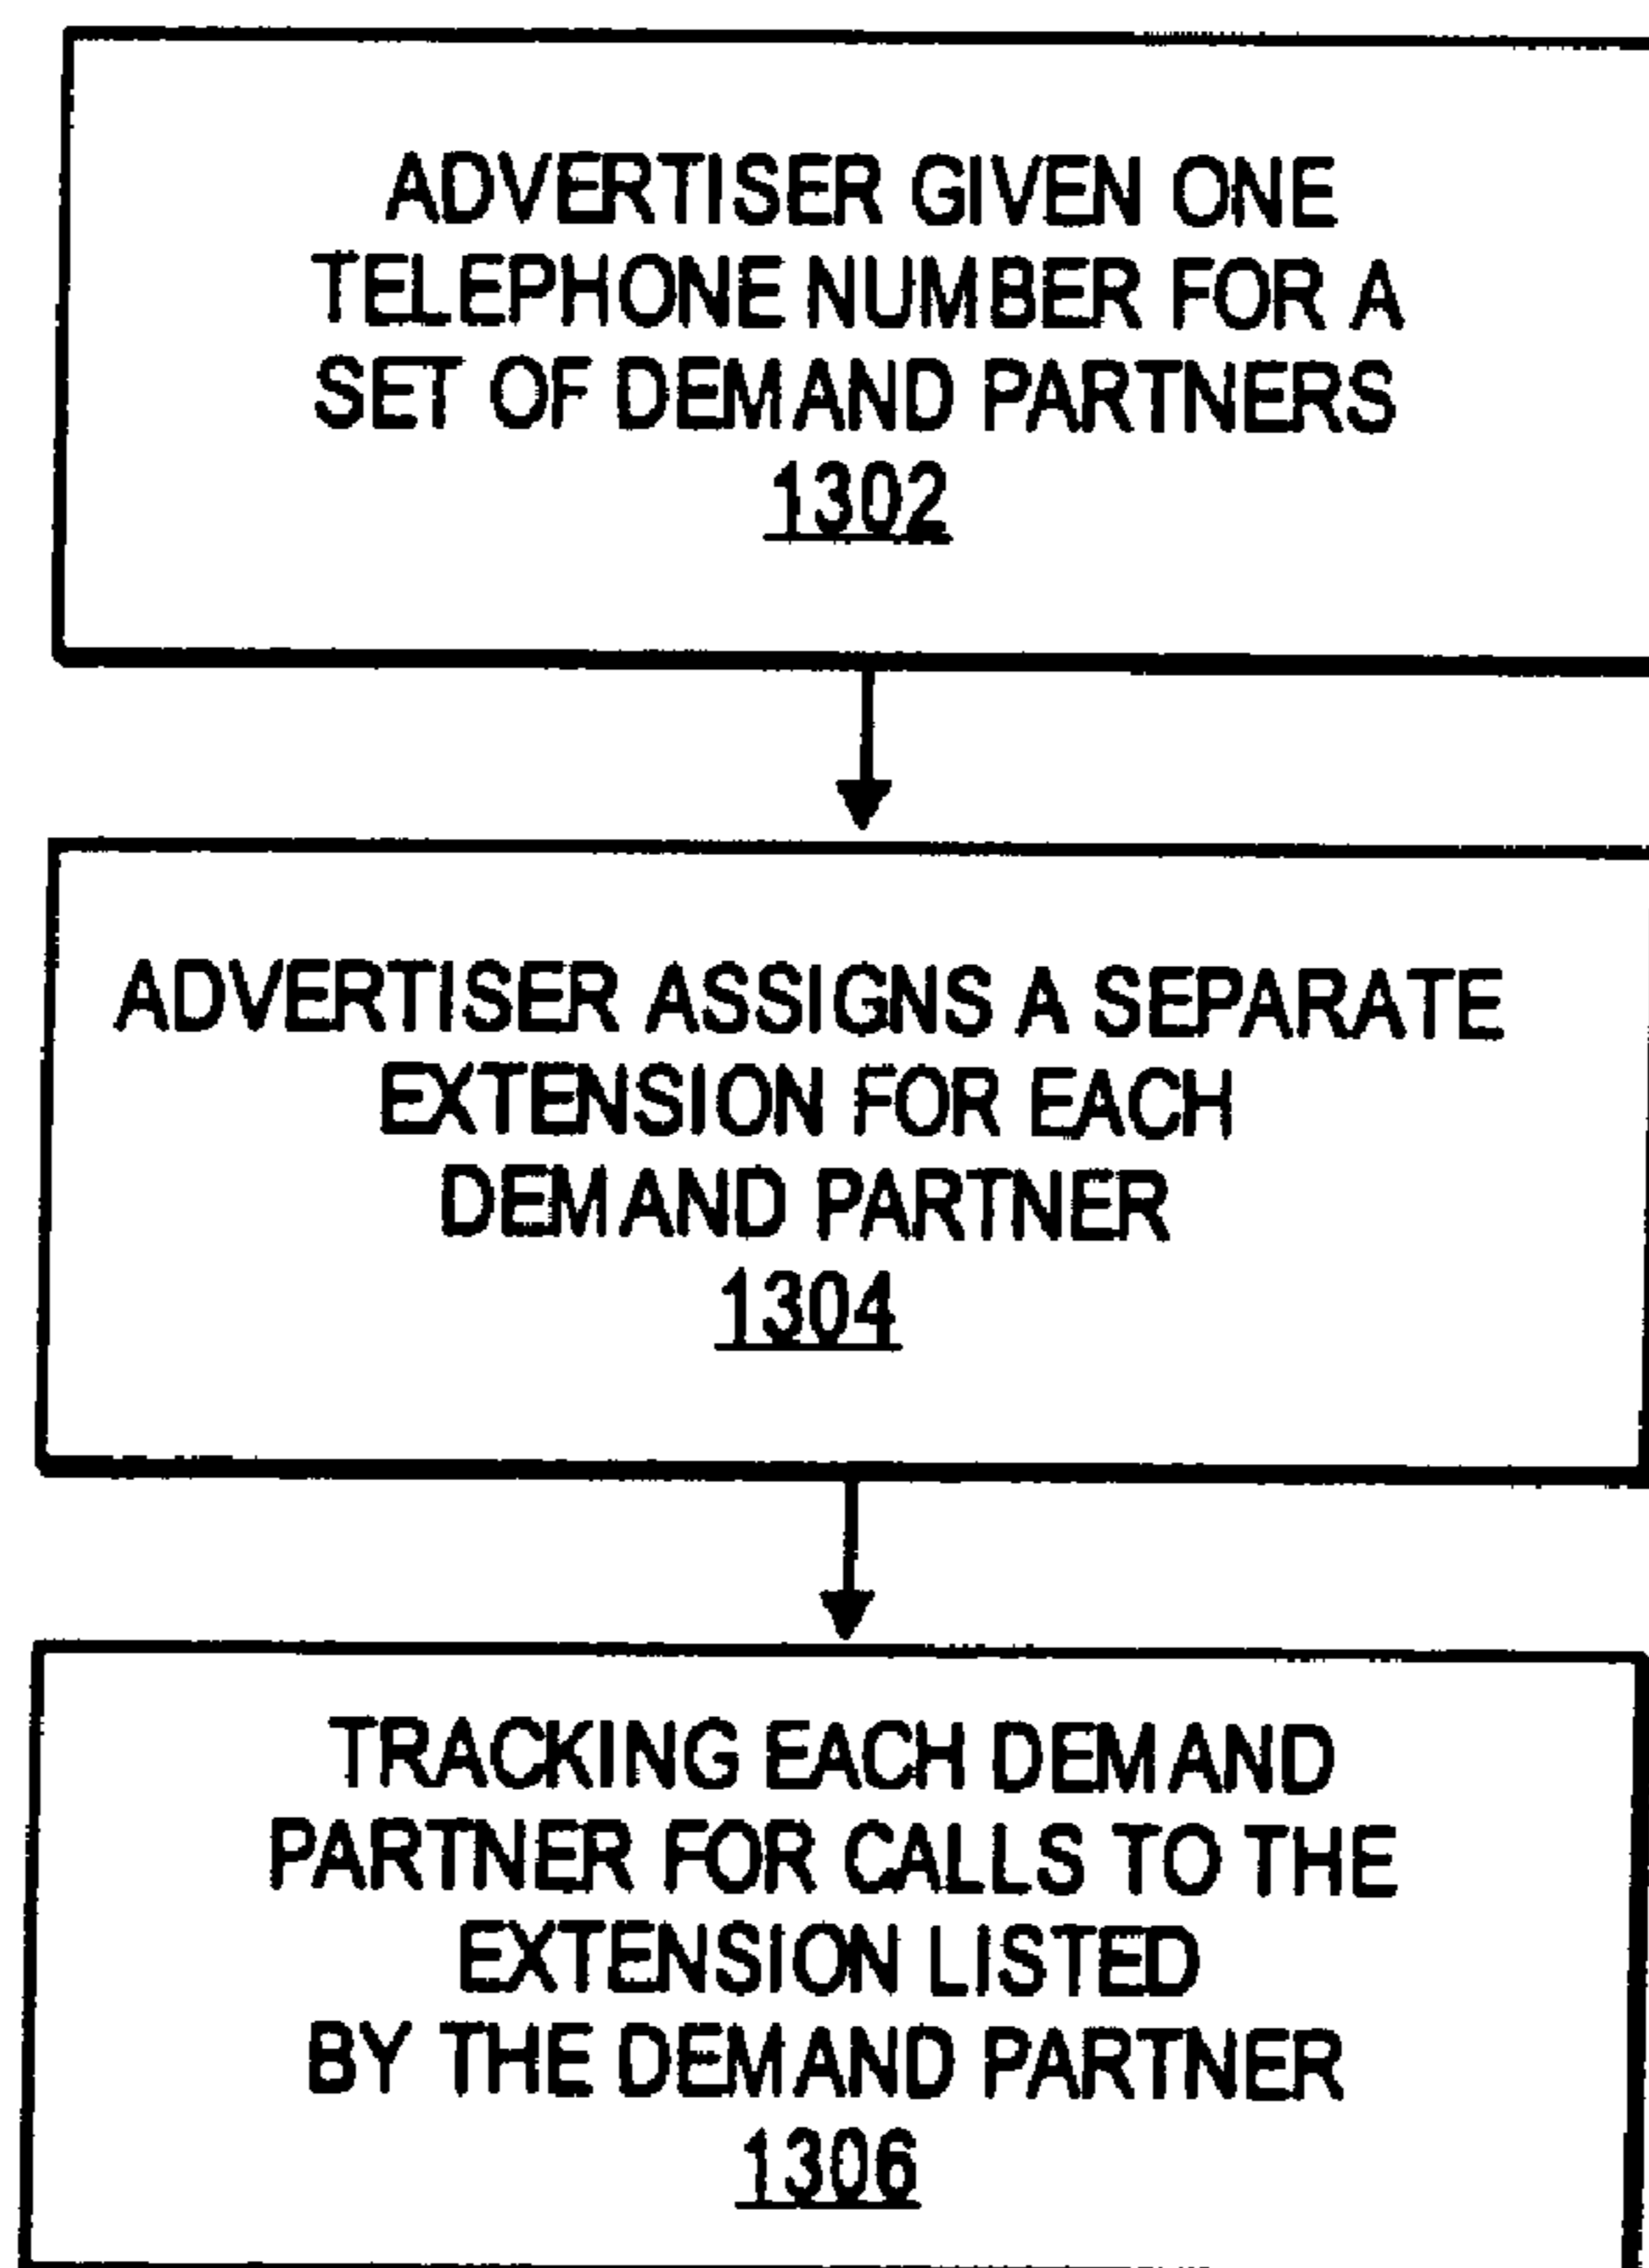 ADVERTISER GIVEN ONE
TELEPHONE NUMBER FOR A
SET OF DEMAND PARTNERS
1302
ADVERTISER ASSIGNS A SEPARATE
EXTENSION FOR EACH
DEMAND PARTNER
1304
TRACKING EACH DEMAND
PARTNER FOR CALLS TO THE
EXTENSION LISTED
BY THE DEMAND PARTNER
1306